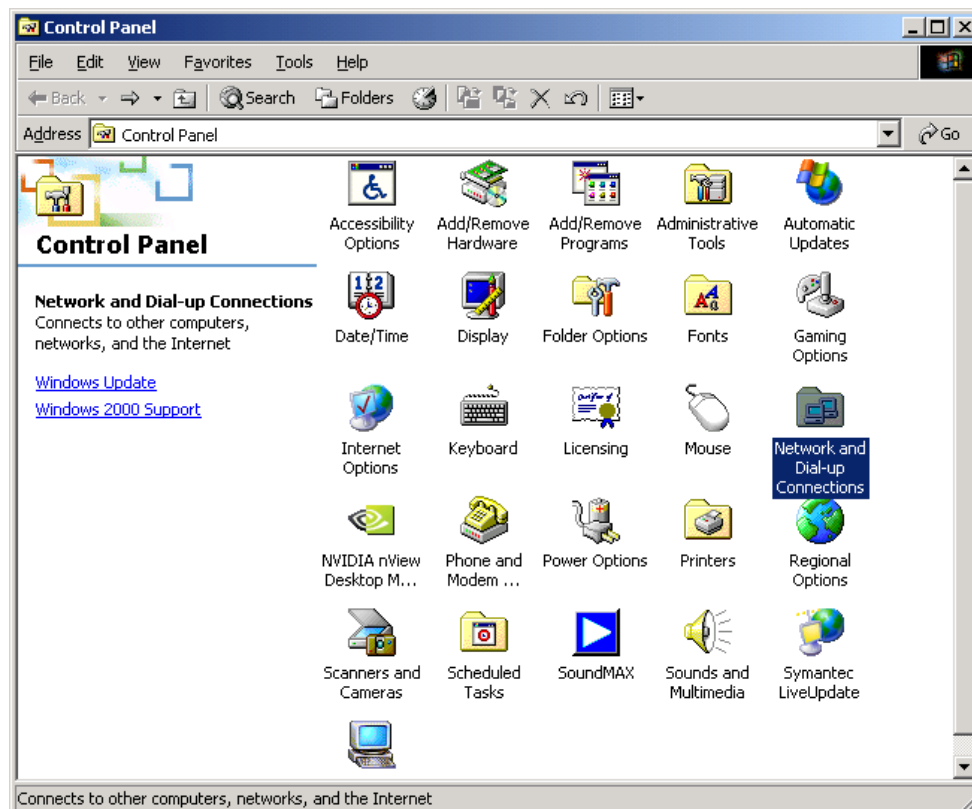 Control Panel
File Edit View Favorites Tools Help
Back Search Folders
Address Control Panel Go
Control Panel
Network and Dial-up Connections
Connects to other computers,
networks, and the Internet
Windows Update
Windows 2000 Support
Accessibility
Options
Add/Remove
Hardware
Add/Remove
Programs
Administrative
Tools
Automatic
Updates
Date/Time
Display
Folder Options
Fonts
Gaming
Options
Internet
Options
Keyboard
Licensing
Mouse
Network and
Dial-up
Connections
NVIDIA nView
Desktop M...
Phone and
Modem ...
Power Options
Printers
Regional
Options
Scanners and
Cameras
Scheduled
Tasks
SoundMAX
Sounds and
Multimedia
Symantec
LiveUpdate
Connects to other computers, networks, and the Internet